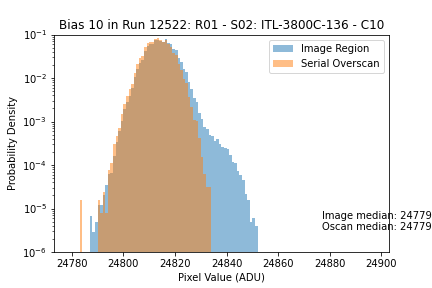 Bias 10 in Run 12522: R01 - S02: ITL-3800C-136 - C10
Image Region
Serial Overscan
Probability Density
10⁻¹
10⁻²
10⁻³
10⁻⁴
10⁻⁵
10⁻⁶
Image median: 24779
Oscan median: 24779
24780 24800 24820 24840 24860 24880 24900
Pixel Value (ADU)